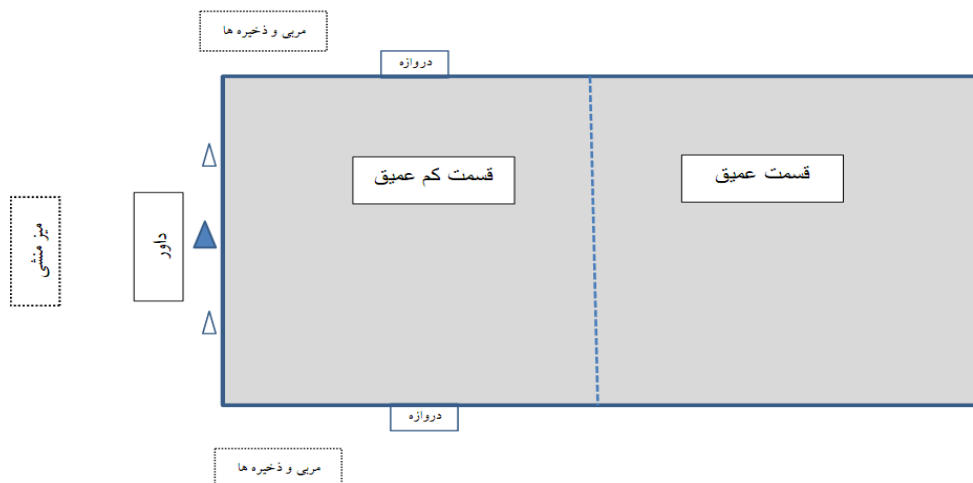 مربی و ذخیره ها
دروازه
قسمت عمیق
قسمت کم عمیق
داور
میز منشی
دروازه
مربی و ذخیره ها